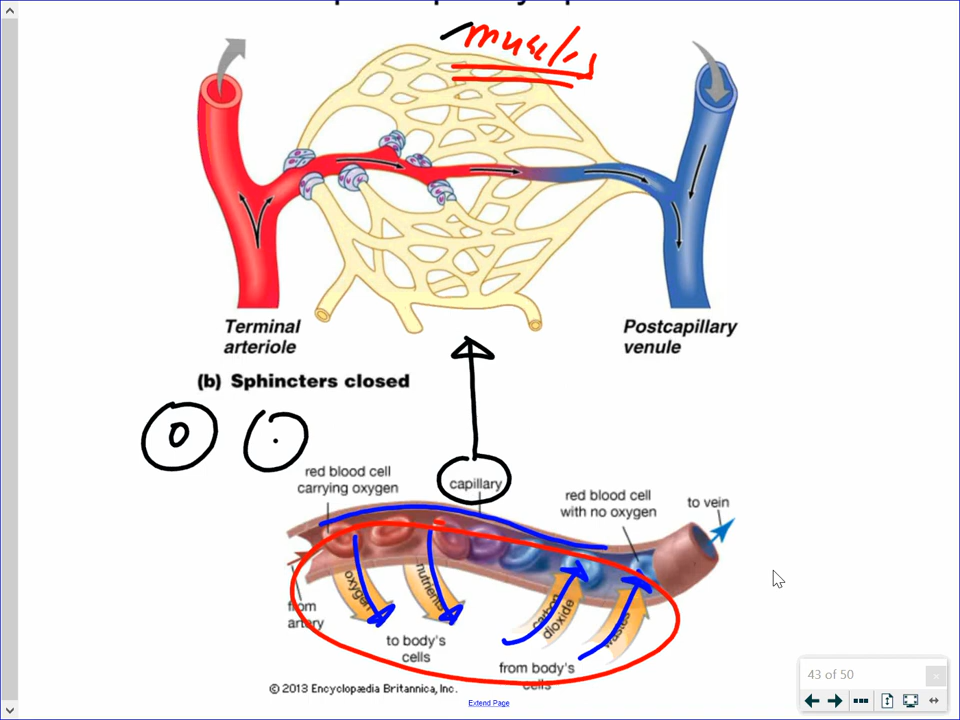 muscles
Terminal
arteriole
Postcapillary
venule
(b) Sphincters closed
red blood cell
carrying oxygen
capillary
red blood cell
with no oxygen
to vein
oxygen
nutrients
carbon
dioxide
wastes
from
artery
to body's
cells
from body's
cells
© 2013 Encyclopædia Britannica, Inc.
Extend Page
43 of 50